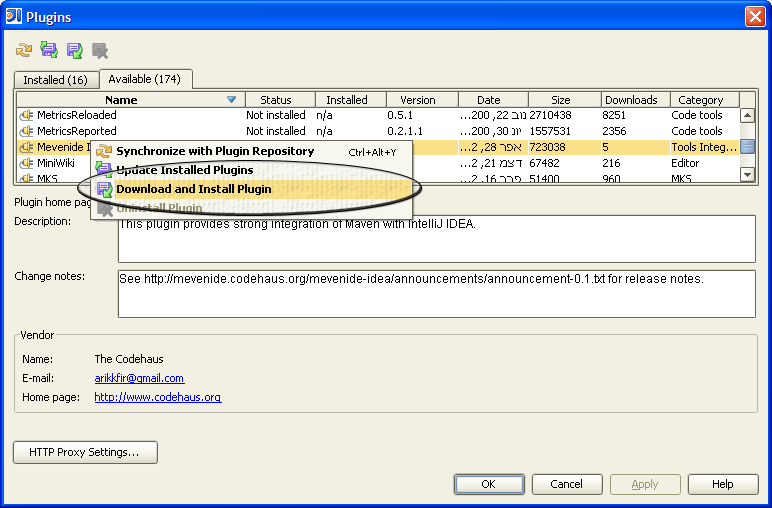 Plugins
Installed (16) Available (174)
Name Status Installed Version Date Size Downloads Category
MetricsReloaded Not installed n/a 0.5.1 נוב 22, 200... 2710438 8251 Code tools
MetricsReported Not installed n/a 0.2.1.1 יונ 30, 200... 1557531 2356 Code tools
Mevenide אפר 28, 2... 723038 5 Tools Integ...
MiniWiki דצמ 21, 2... 67482 216 Editor
MKS פבר 16, 2... 51400 960 MKS
Synchronize with Plugin Repository Ctrl+Alt+Y
Update Installed Plugins
Download and Install Plugin
Uninstall Plugin
Plugin home pag
Description: This plugin provides strong integration of Maven with IntelliJ IDEA.
Change notes: See http://mevenide.codehaus.org/mevenide-idea/announcements/announcement-0.1.txt for release notes.
Vendor
Name: The Codehaus
E-mail: arikkfir@gmail.com
Home page: http://www.codehaus.org
HTTP Proxy Settings...
OK Cancel Apply Help